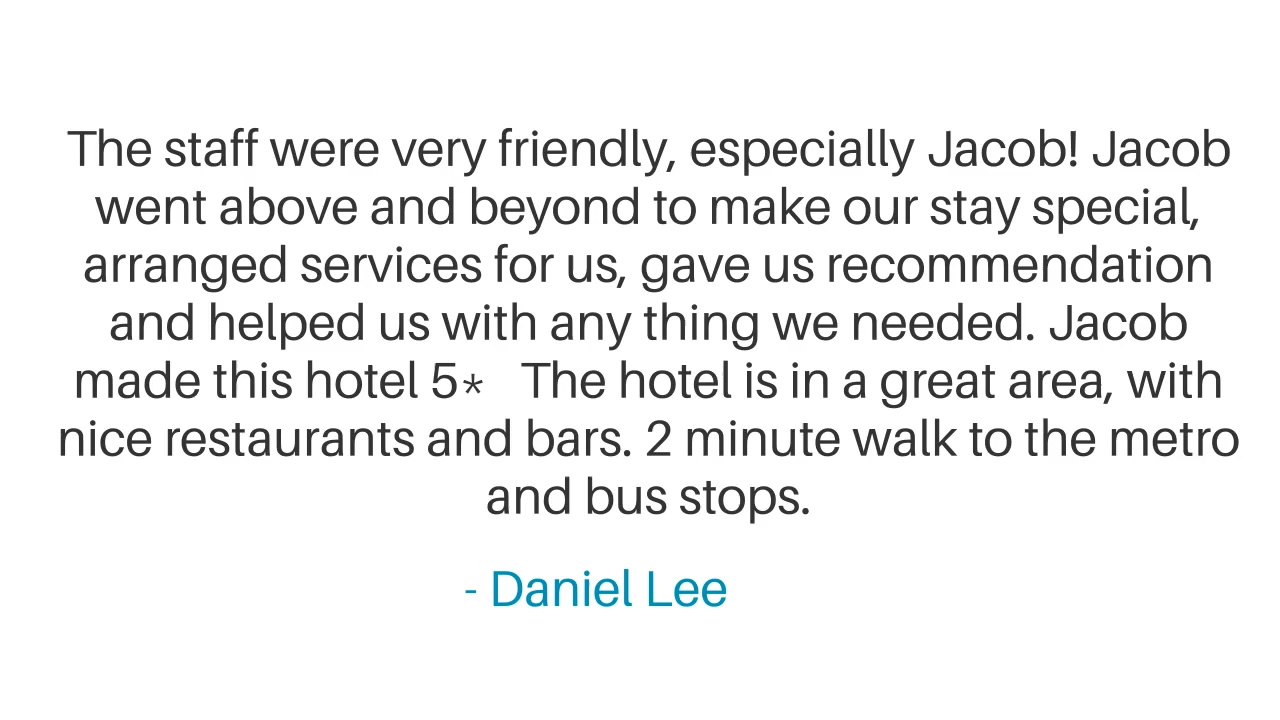 The staff were very friendly, especially Jacob! Jacob
went above and beyond to make our stay special,
arranged services for us, gave us recommendation
and helped us with any thing we needed. Jacob
made this hotel 5* The hotel is in a great area, with
nice restaurants and bars. 2 minute walk to the metro
and bus stops.
- Daniel Lee